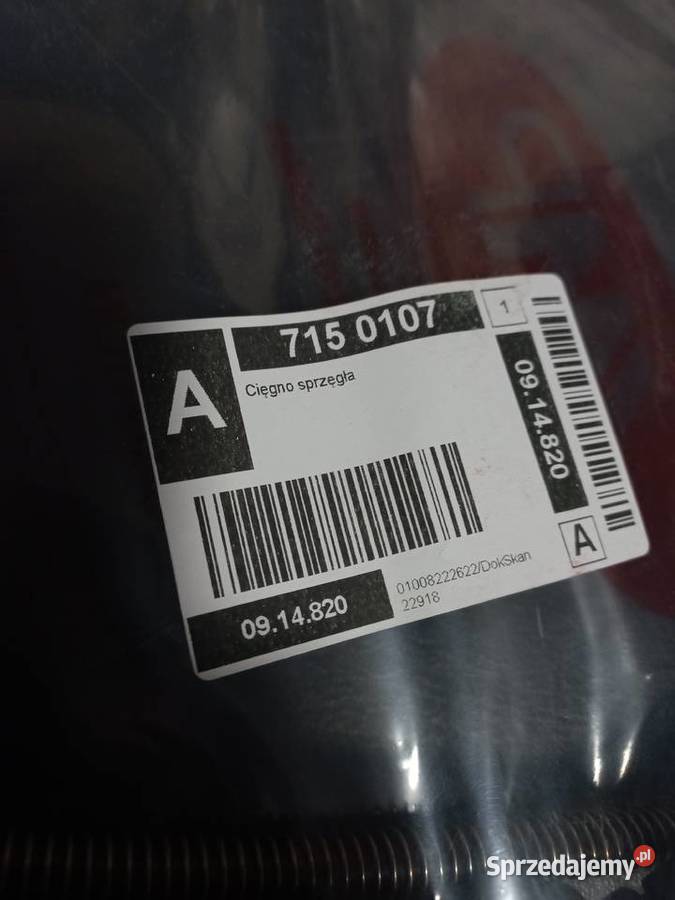 A
715 0107
1
Cięgno sprzęgła
09.14.820
A
01008222622/DokSkan
22918
09.14.820
Sprzedajemy.pl